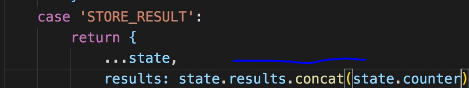 case 'STORE_RESULT':
return {
...state,
results: state.results.concat(state.counter)